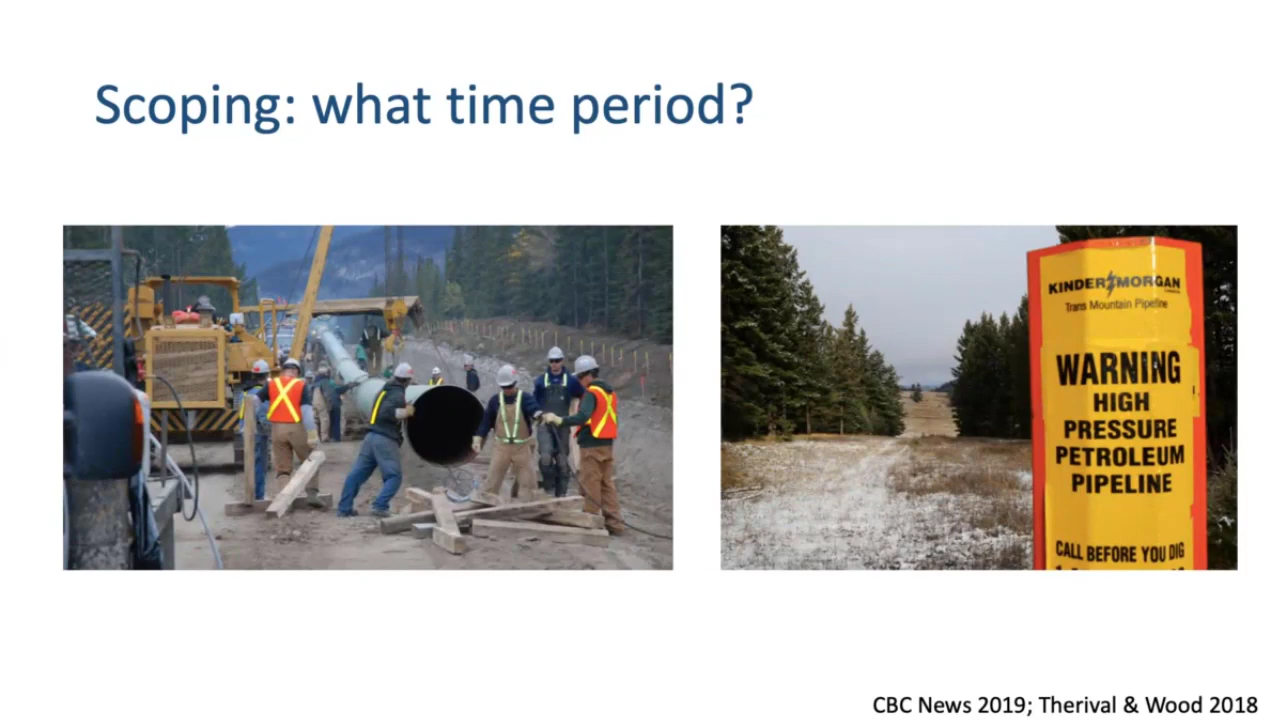 Scoping: what time period?
KINDER MORGAN
CANADA
Trans Mountain Pipeline
WARNING
HIGH
PRESSURE
PETROLEUM
PIPELINE
CALL BEFORE YOU DIG
CBC News 2019; Therival & Wood 2018